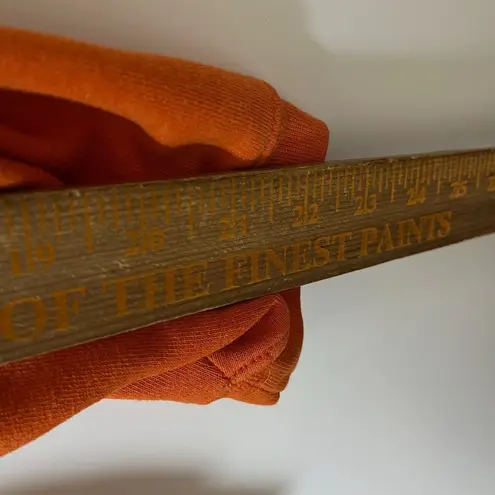 19 20 21 22 23 24 25
OF THE FINEST PAINTS